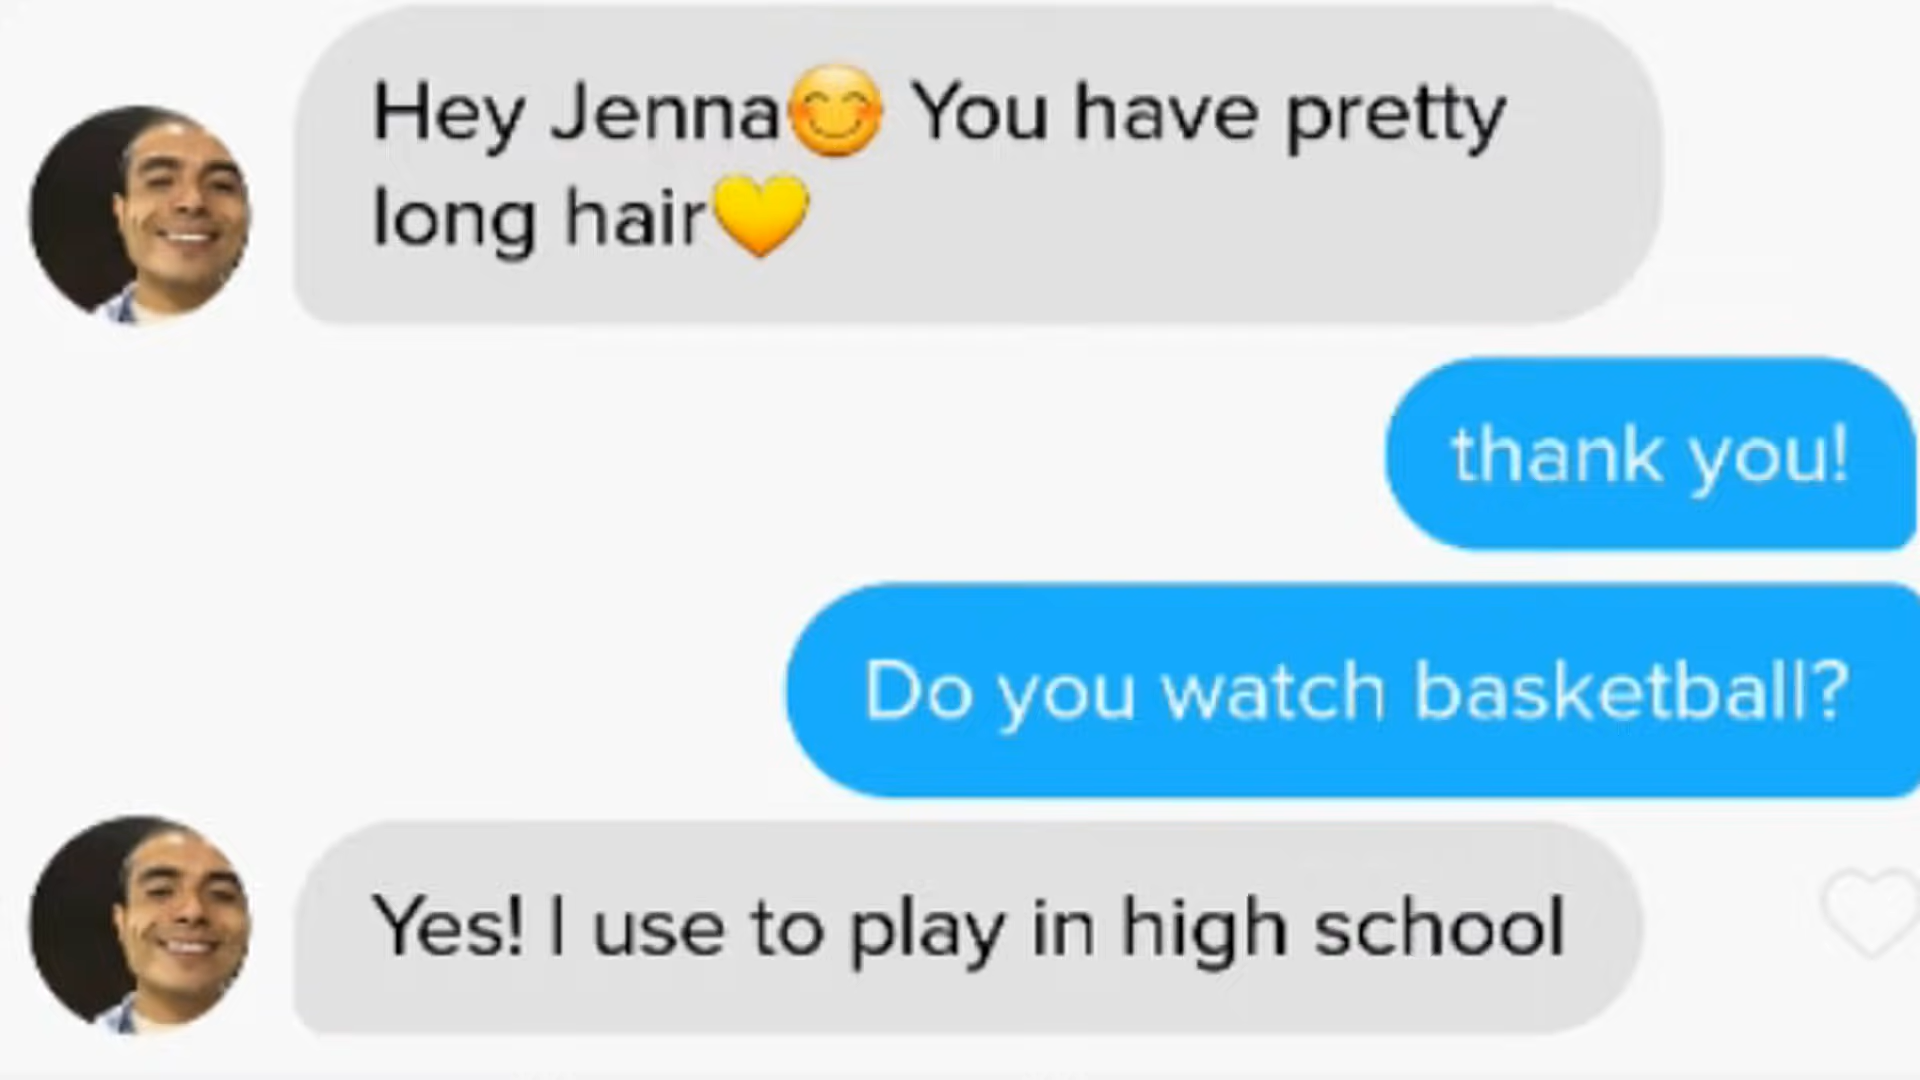 Hey Jenna😊 You have pretty
long hair💛
thank you!
Do you watch basketball?
Yes! I use to play in high school